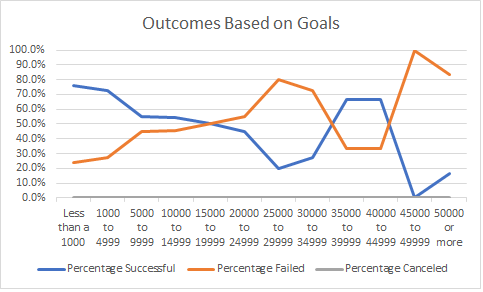 Outcomes Based on Goals
100.0%
90.0%
80.0%
70.0%
60.0%
50.0%
40.0%
30.0%
20.0%
10.0%
0.0%
Less 1000 5000 10000 15000 20000 25000 30000 35000 40000 45000 50000
than a to to to to to to to to to to or
1000 4999 9999 14999 19999 24999 29999 34999 39999 44999 49999 more
Percentage Successful Percentage Failed Percentage Canceled